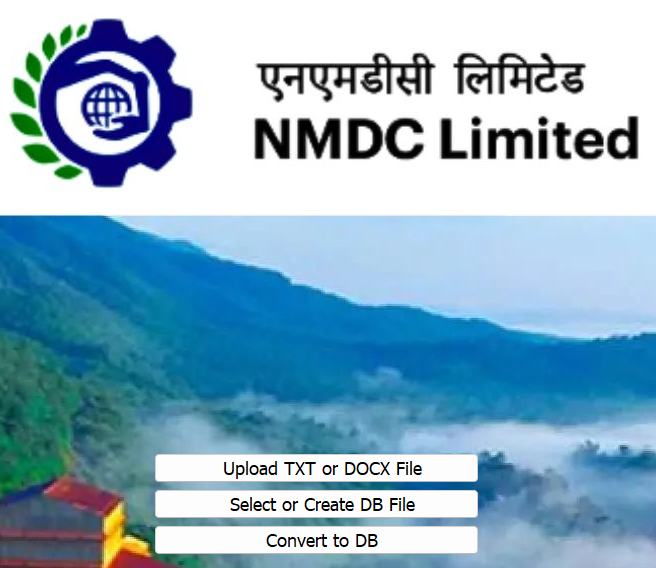 एनएमडीसी लिमिटेड
NMDC Limited
Upload TXT or DOCX File
Select or Create DB File
Convert to DB